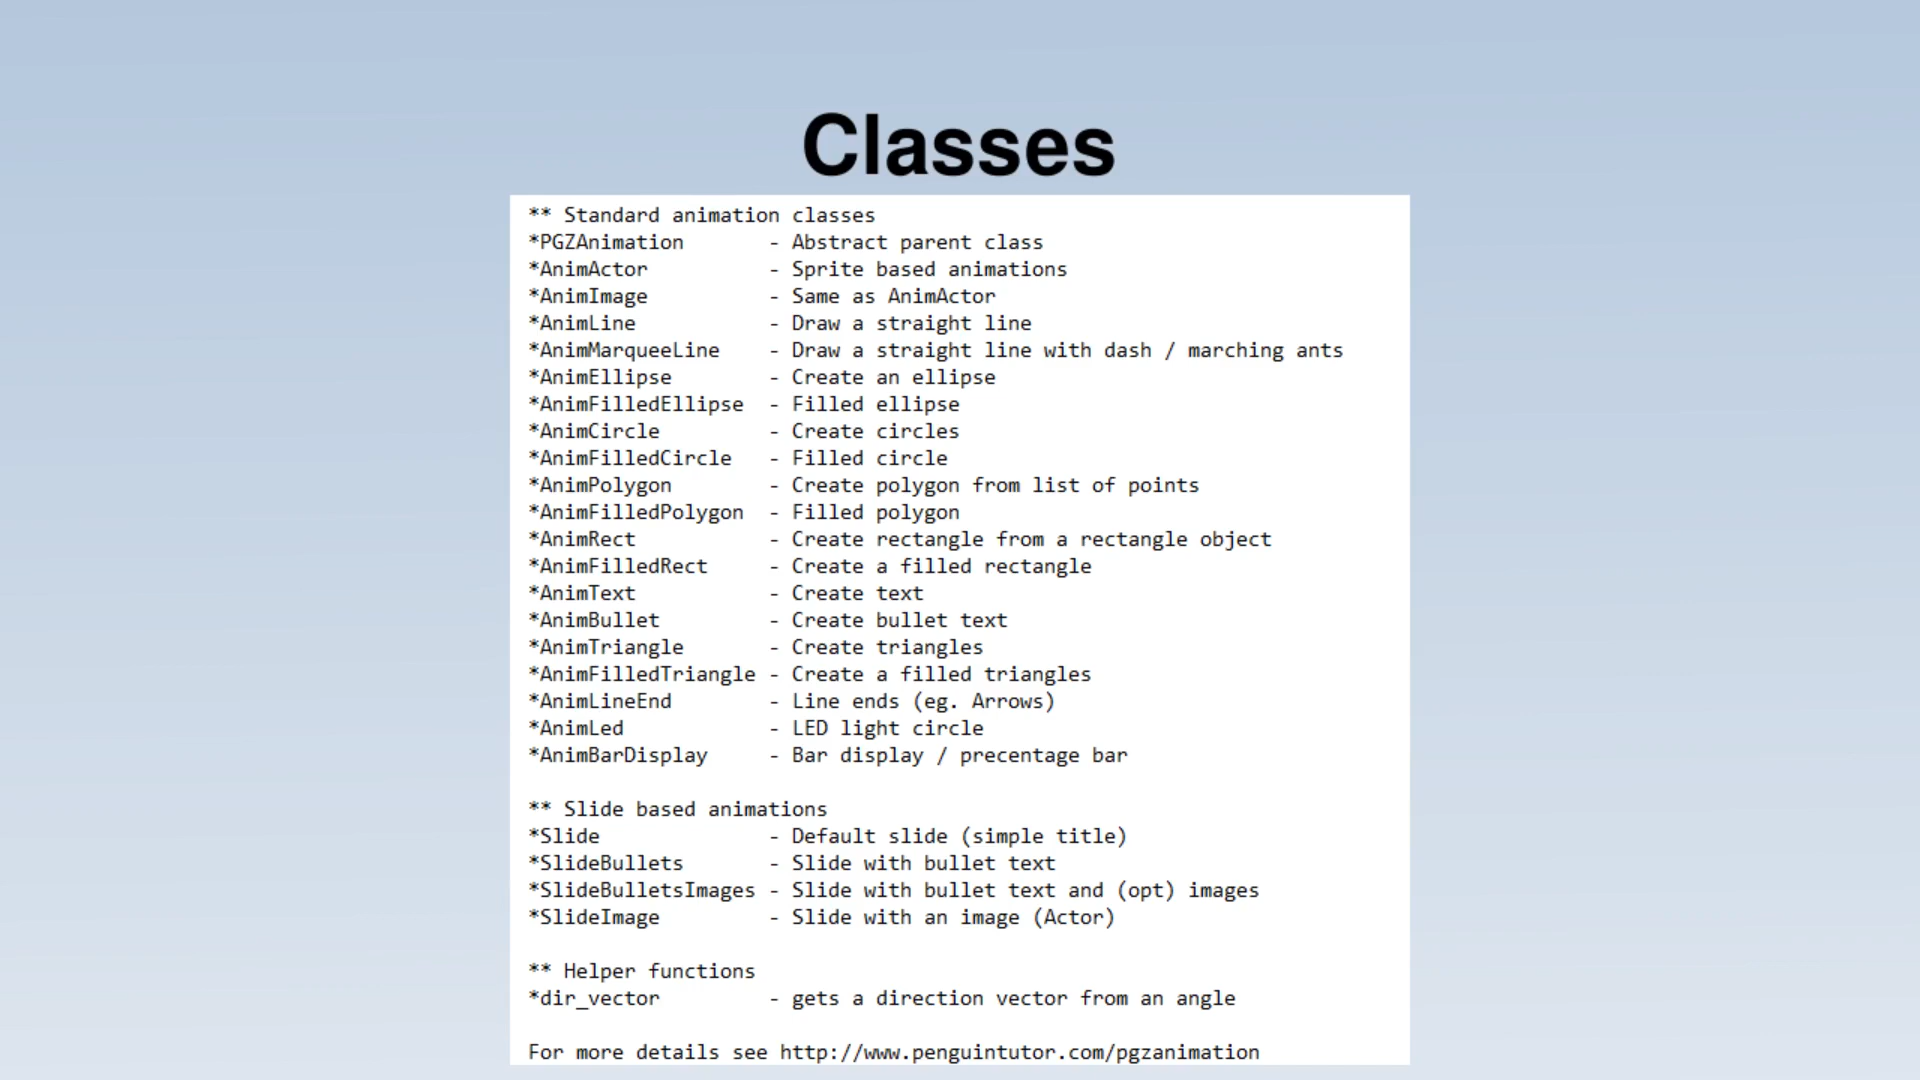 Classes
** Standard animation classes
*PGZAnimation - Abstract parent class
*AnimActor - Sprite based animations
*AnimImage - Same as AnimActor
*AnimLine - Draw a straight line
*AnimMarqueeLine - Draw a straight line with dash / marching ants
*AnimEllipse - Create an ellipse
*AnimFilledEllipse - Filled ellipse
*AnimCircle - Create circles
*AnimFilledCircle - Filled circle
*AnimPolygon - Create polygon from list of points
*AnimFilledPolygon - Filled polygon
*AnimRect - Create rectangle from a rectangle object
*AnimFilledRect - Create a filled rectangle
*AnimText - Create text
*AnimBullet - Create bullet text
*AnimTriangle - Create triangles
*AnimFilledTriangle - Create a filled triangles
*AnimLineEnd - Line ends (eg. Arrows)
*AnimLed - LED light circle
*AnimBarDisplay - Bar display / precentage bar
** Slide based animations
*Slide - Default slide (simple title)
*SlideBullets - Slide with bullet text
*SlideBulletsImages - Slide with bullet text and (opt) images
*SlideImage - Slide with an image (Actor)
** Helper functions
*dir_vector - gets a direction vector from an angle
For more details see http://www.penguintutor.com/pgzanimation